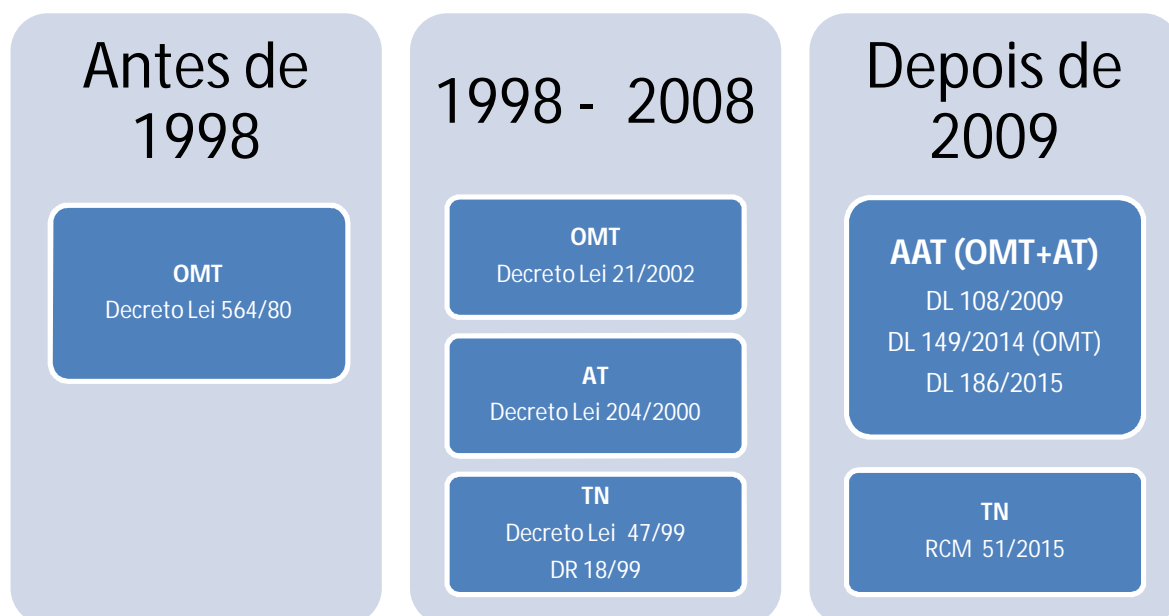 Antes de
1998
OMT
Decreto Lei 564/80
1998 - 2008
OMT
Decreto Lei 21/2002
AT
Decreto Lei 204/2000
TN
Decreto Lei 47/99
DR 18/99
Depois de
2009
AAT (OMT+AT)
DL 108/2009
DL 149/2014 (OMT)
DL 186/2015
TN
RCM 51/2015